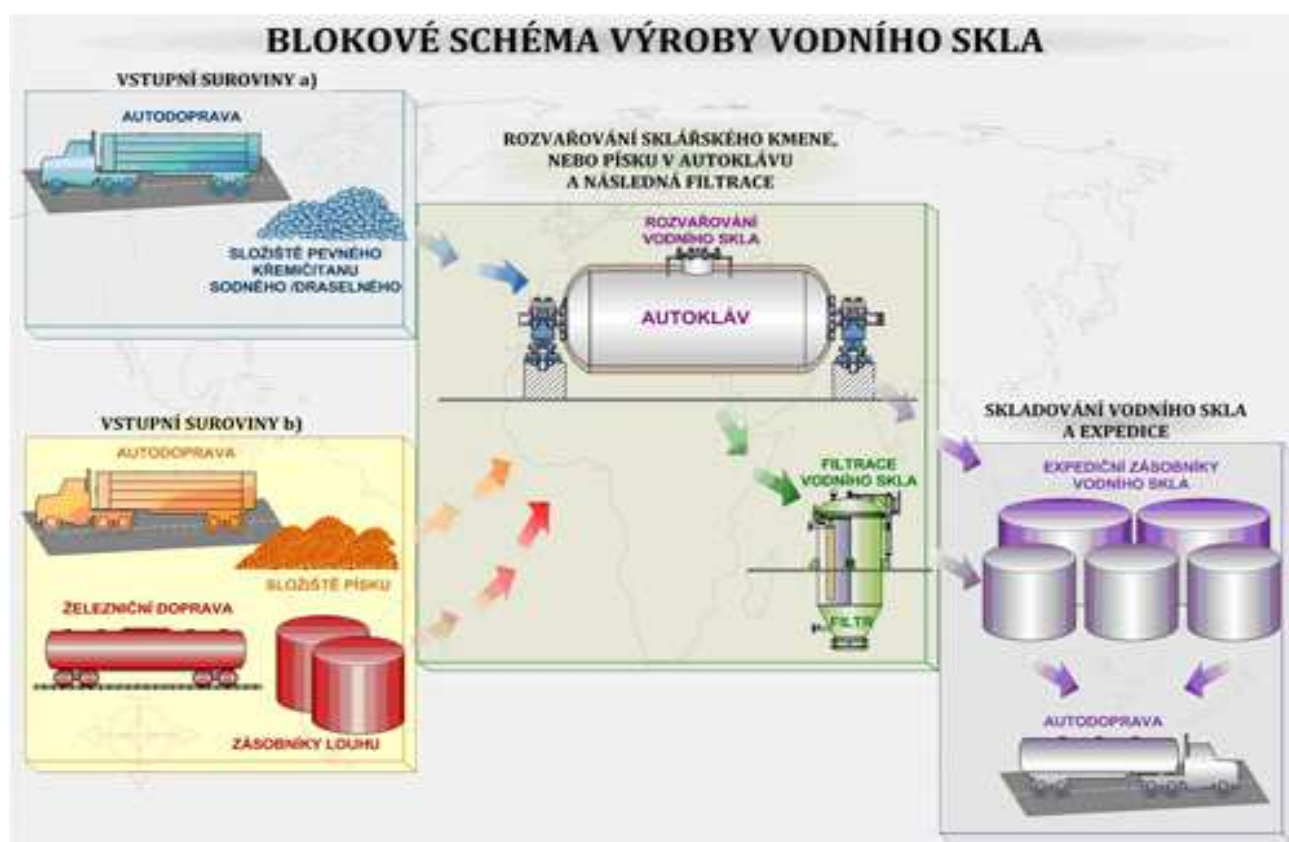 BLOKOVÉ SCHÉMA VÝROBY VODNÍHO SKLA
VSTUPNÍ SUROVINY a)
AUTODOPRAVA
SLOŽIŠTĚ PEVNÉHO
KŘEMIČITANU
SODNÉHO /DRASELNÉHO
ROZVAŘOVÁNÍ SKLÁŘSKÉHO KMENE,
NEBO PÍSKU V AUTOKLÁVU
A NÁSLEDNÁ FILTRACE
ROZVAŘOVÁNÍ
VODNÍHO SKLA
AUTOKLÁV
VSTUPNÍ SUROVINY b)
AUTODOPRAVA
SLOŽIŠTĚ PÍSKU
ŽELEZNIČNÍ DOPRAVA
ZÁSOBNÍKY LOUHU
FILTRACE
VODNÍHO SKLA
FILTR
SKLADOVÁNÍ VODNÍHO SKLA
A EXPEDICE
EXPEDIČNÍ ZÁSOBNÍKY
VODNÍHO SKLA
AUTODOPRAVA